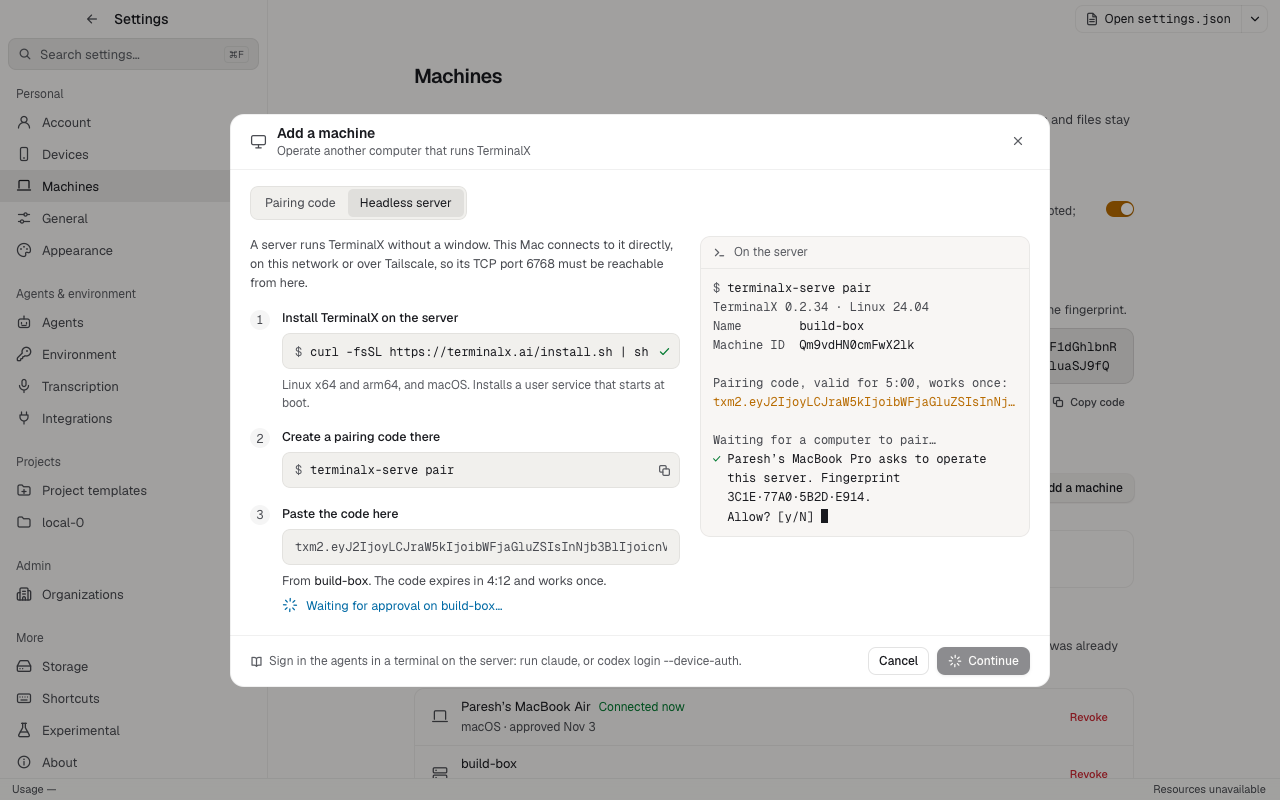 Settings
Open settings.json
Search settings…
⌘F
Personal
Account
Devices
Machines
General
Appearance
Agents & environment
Agents
Environment
Transcription
Integrations
Projects
Project templates
local-0
Admin
Organizations
More
Storage
Shortcuts
Experimental
About
Usage —
Resources unavailable
Machines
and files stay
pted;
he fingerprint.
F1dGhlbnR
luaSJ9fQ
Copy code
dd a machine
was already
Add a machine
Operate another computer that runs TerminalX
Pairing code
Headless server
A server runs TerminalX without a window. This Mac connects to it directly,
on this network or over Tailscale, so its TCP port 6768 must be reachable
from here.
1
Install TerminalX on the server
$ curl -fsSL https://terminalx.ai/install.sh | sh
Linux x64 and arm64, and macOS. Installs a user service that starts at
boot.
2
Create a pairing code there
$ terminalx-serve pair
3
Paste the code here
txm2.eyJ2IjoyLCJraW5kIjoibWFjaGluZSIsInNjb3BlIjoicnV
From build-box. The code expires in 4:12 and works once.
Waiting for approval on build-box…
On the server
$ terminalx-serve pair
TerminalX 0.2.34 · Linux 24.04
Name build-box
Machine ID Qm9vdHN0cmFwX2lk
Pairing code, valid for 5:00, works once:
txm2.eyJ2IjoyLCJraW5kIjoibWFjaGluZSIsInNj…
Waiting for a computer to pair…
✓ Paresh’s MacBook Pro asks to operate
this server. Fingerprint
3C1E·77A0·5B2D·E914.
Allow? [y/N]
Sign in the agents in a terminal on the server: run claude, or codex login --device-auth.
Cancel
Continue
Paresh’s MacBook Air Connected now
macOS · approved Nov 3
Revoke
build-box
Revoke